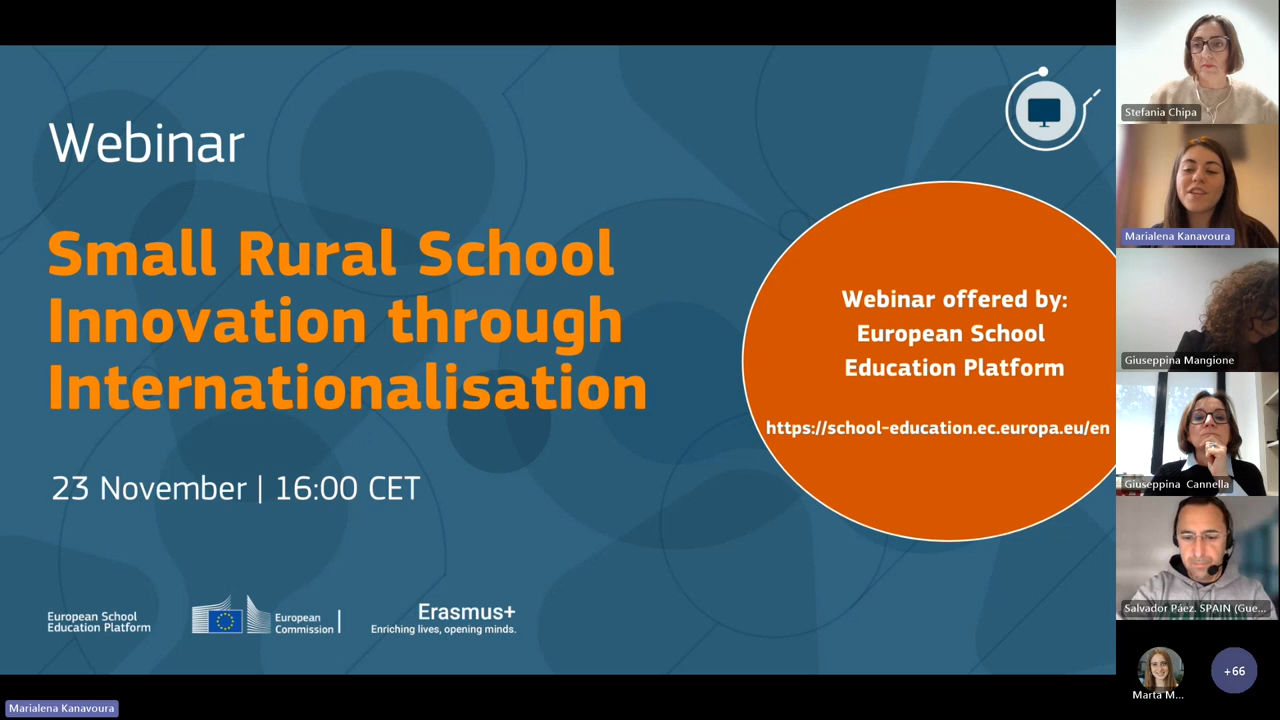 Webinar
Small Rural School
Innovation through
Internationalisation
23 November | 16:00 CET
Webinar offered by:
European School
Education Platform
https://school-education.ec.europa.eu/en
European School
Education Platform
European
Commission
Erasmus+
Enriching lives, opening minds.
Stefania Chipa
Marialena Kanavoura
Giuseppina Mangione
Giuseppina Cannella
Salvador Páez. SPAIN (Gue...
Marta M...
+66
Marialena Kanavoura